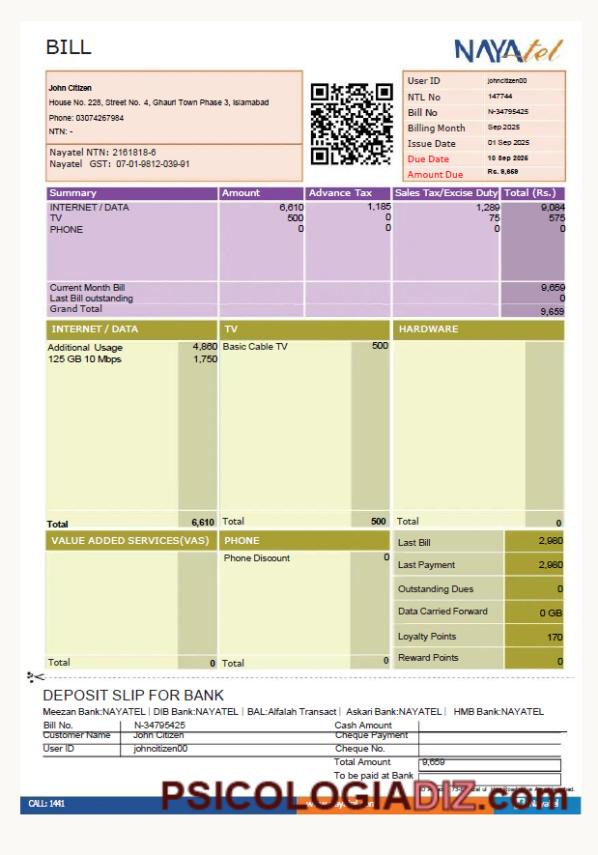 BILL
NAYAtel
John Citizen
House No. 228, Street No. 4, Ghauri Town Phase 3, Islamabad
Phone: 03074267984
NTN: -
Nayatel NTN: 2161818-6
Nayatel GST: 07-01-9812-039-91
User ID johncitizen00
NTL No 147744
Bill No N-34795425
Billing Month Sep 2025
Issue Date 01 Sep 2025
Due Date 10 Sep 2025
Amount Due Rs. 9,659
Summary Amount Advance Tax Sales Tax/Excise Duty Total (Rs.)
INTERNET / DATA 6,610 1,185 1,289 9,084
TV 500 0 75 575
PHONE 0 0 0 0
Current Month Bill 9,659
Last Bill outstanding 0
Grand Total 9,659
INTERNET / DATA TV HARDWARE
Additional Usage 4,860 Basic Cable TV 500
125 GB 10 Mbps 1,750
Total 6,610 Total 500 Total 0
VALUE ADDED SERVICES(VAS) PHONE
Phone Discount 0
Total 0 Total 0
Last Bill 2,980
Last Payment 2,980
Outstanding Dues 0
Data Carried Forward 0 GB
Loyalty Points 170
Reward Points 0
DEPOSIT SLIP FOR BANK
Meezan Bank:NAYATEL | DIB Bank:NAYATEL | BAL:Alfalah Transact | Askari Bank:NAYATEL | HMB Bank:NAYATEL
Bill No. N-34795425 Cash Amount
Customer Name John Citizen Cheque Payment
User ID johncitizen00 Cheque No.
Total Amount 9,659
To be paid at Bank
CALL: 1441
Nayatel
PSICOLOGIADIZ.com